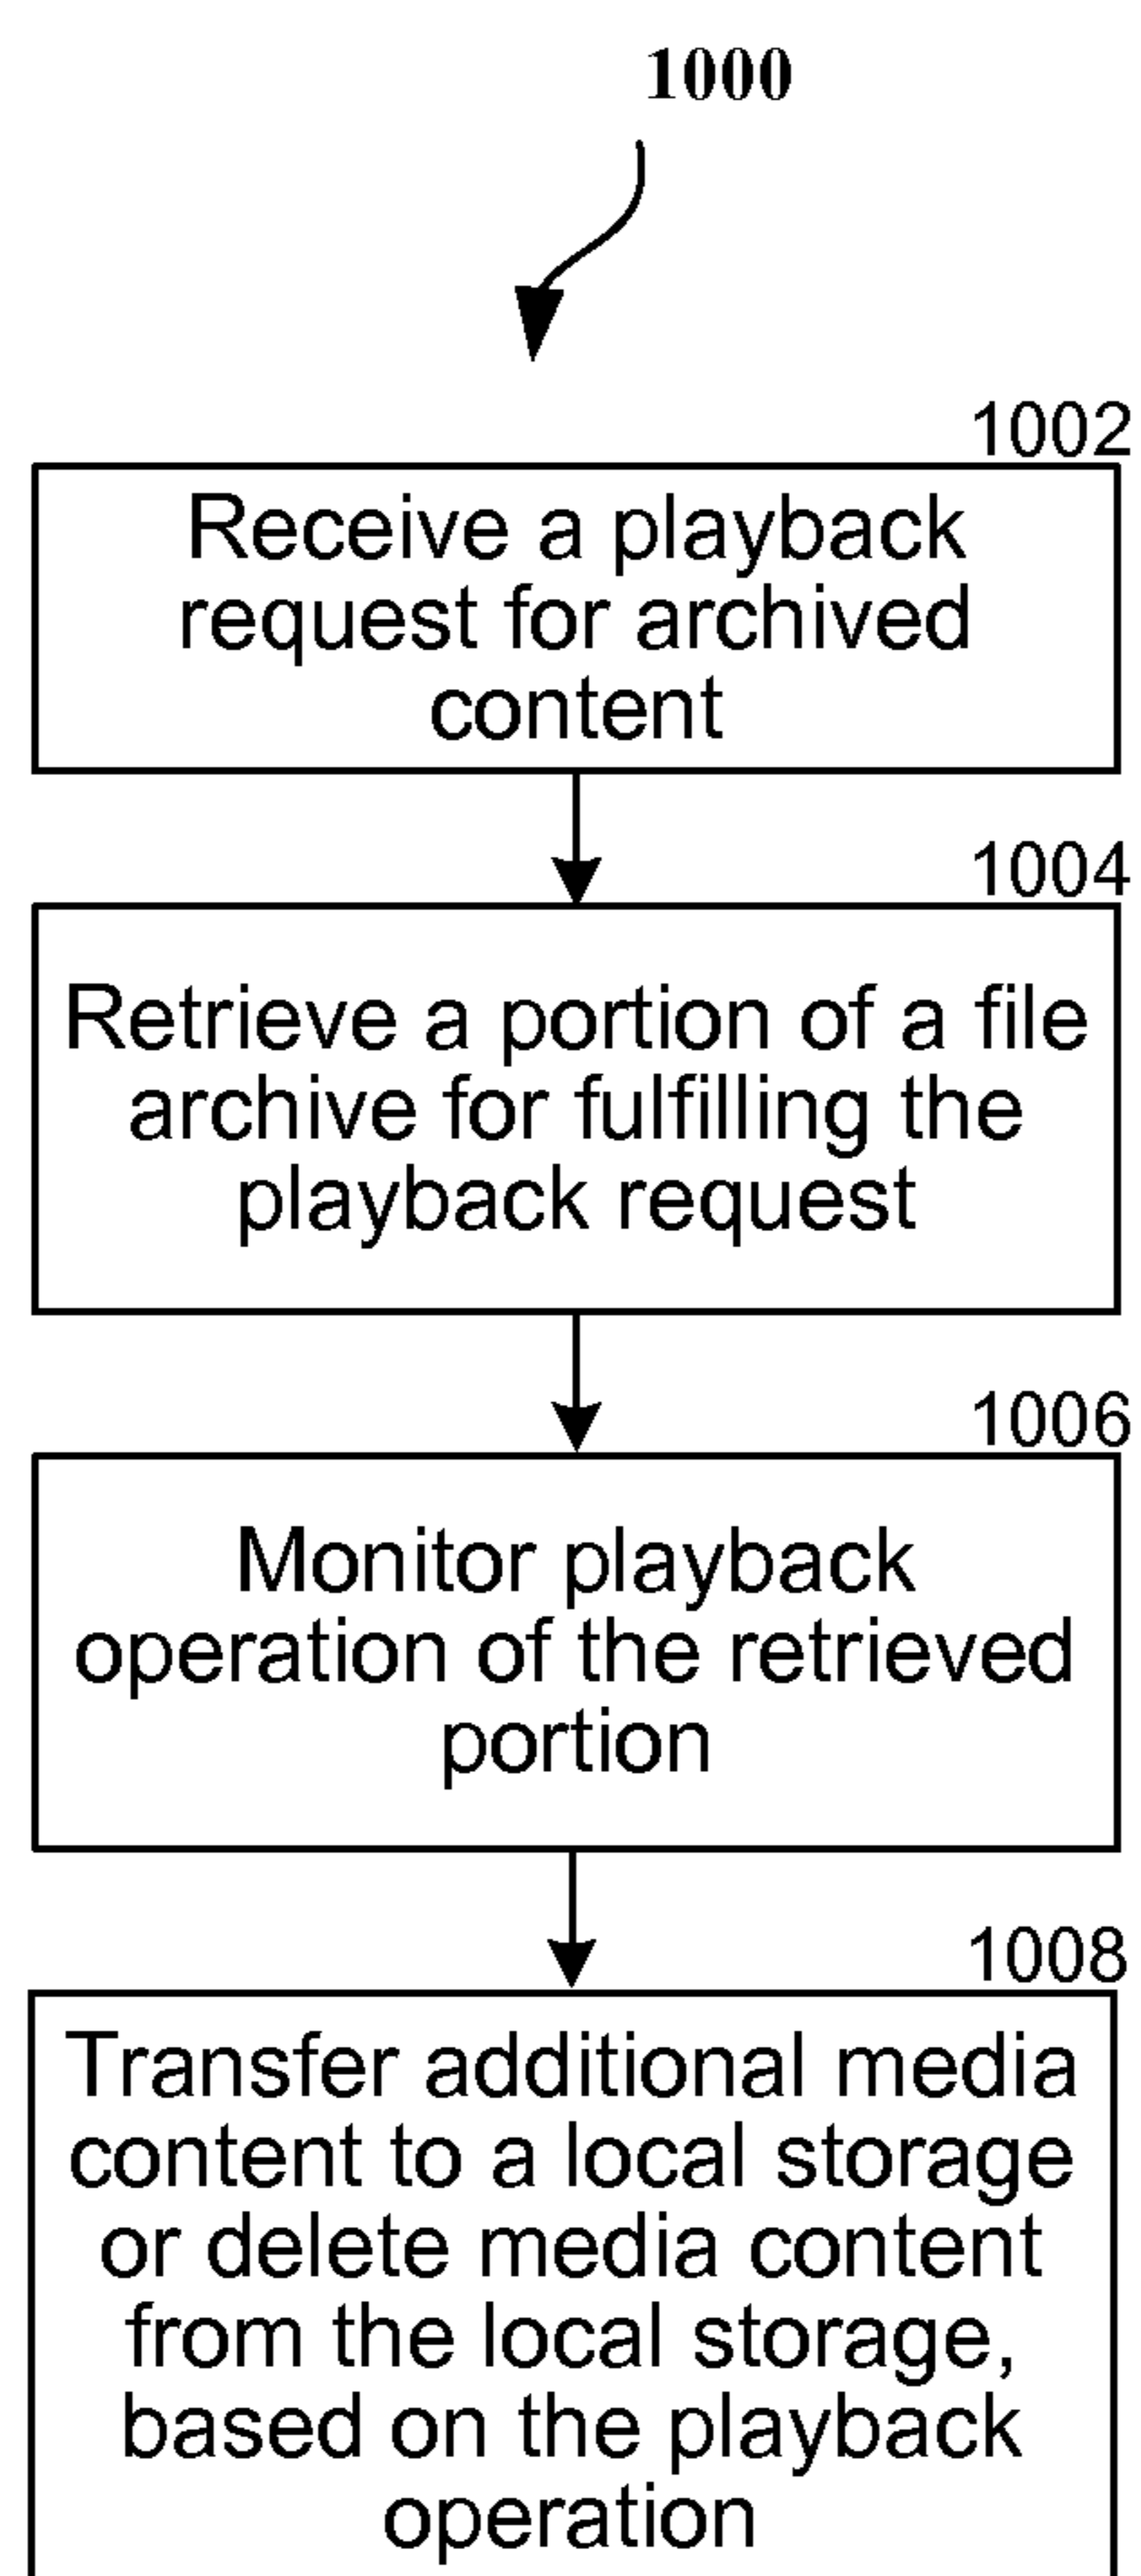 1000
1002
Receive a playback
request for archived
content
1004
Retrieve a portion of a file
archive for fulfilling the
playback request
1006
Monitor playback
operation of the retrieved
portion
1008
Transfer additional media
content to a local storage
or delete media content
from the local storage,
based on the playback
operation